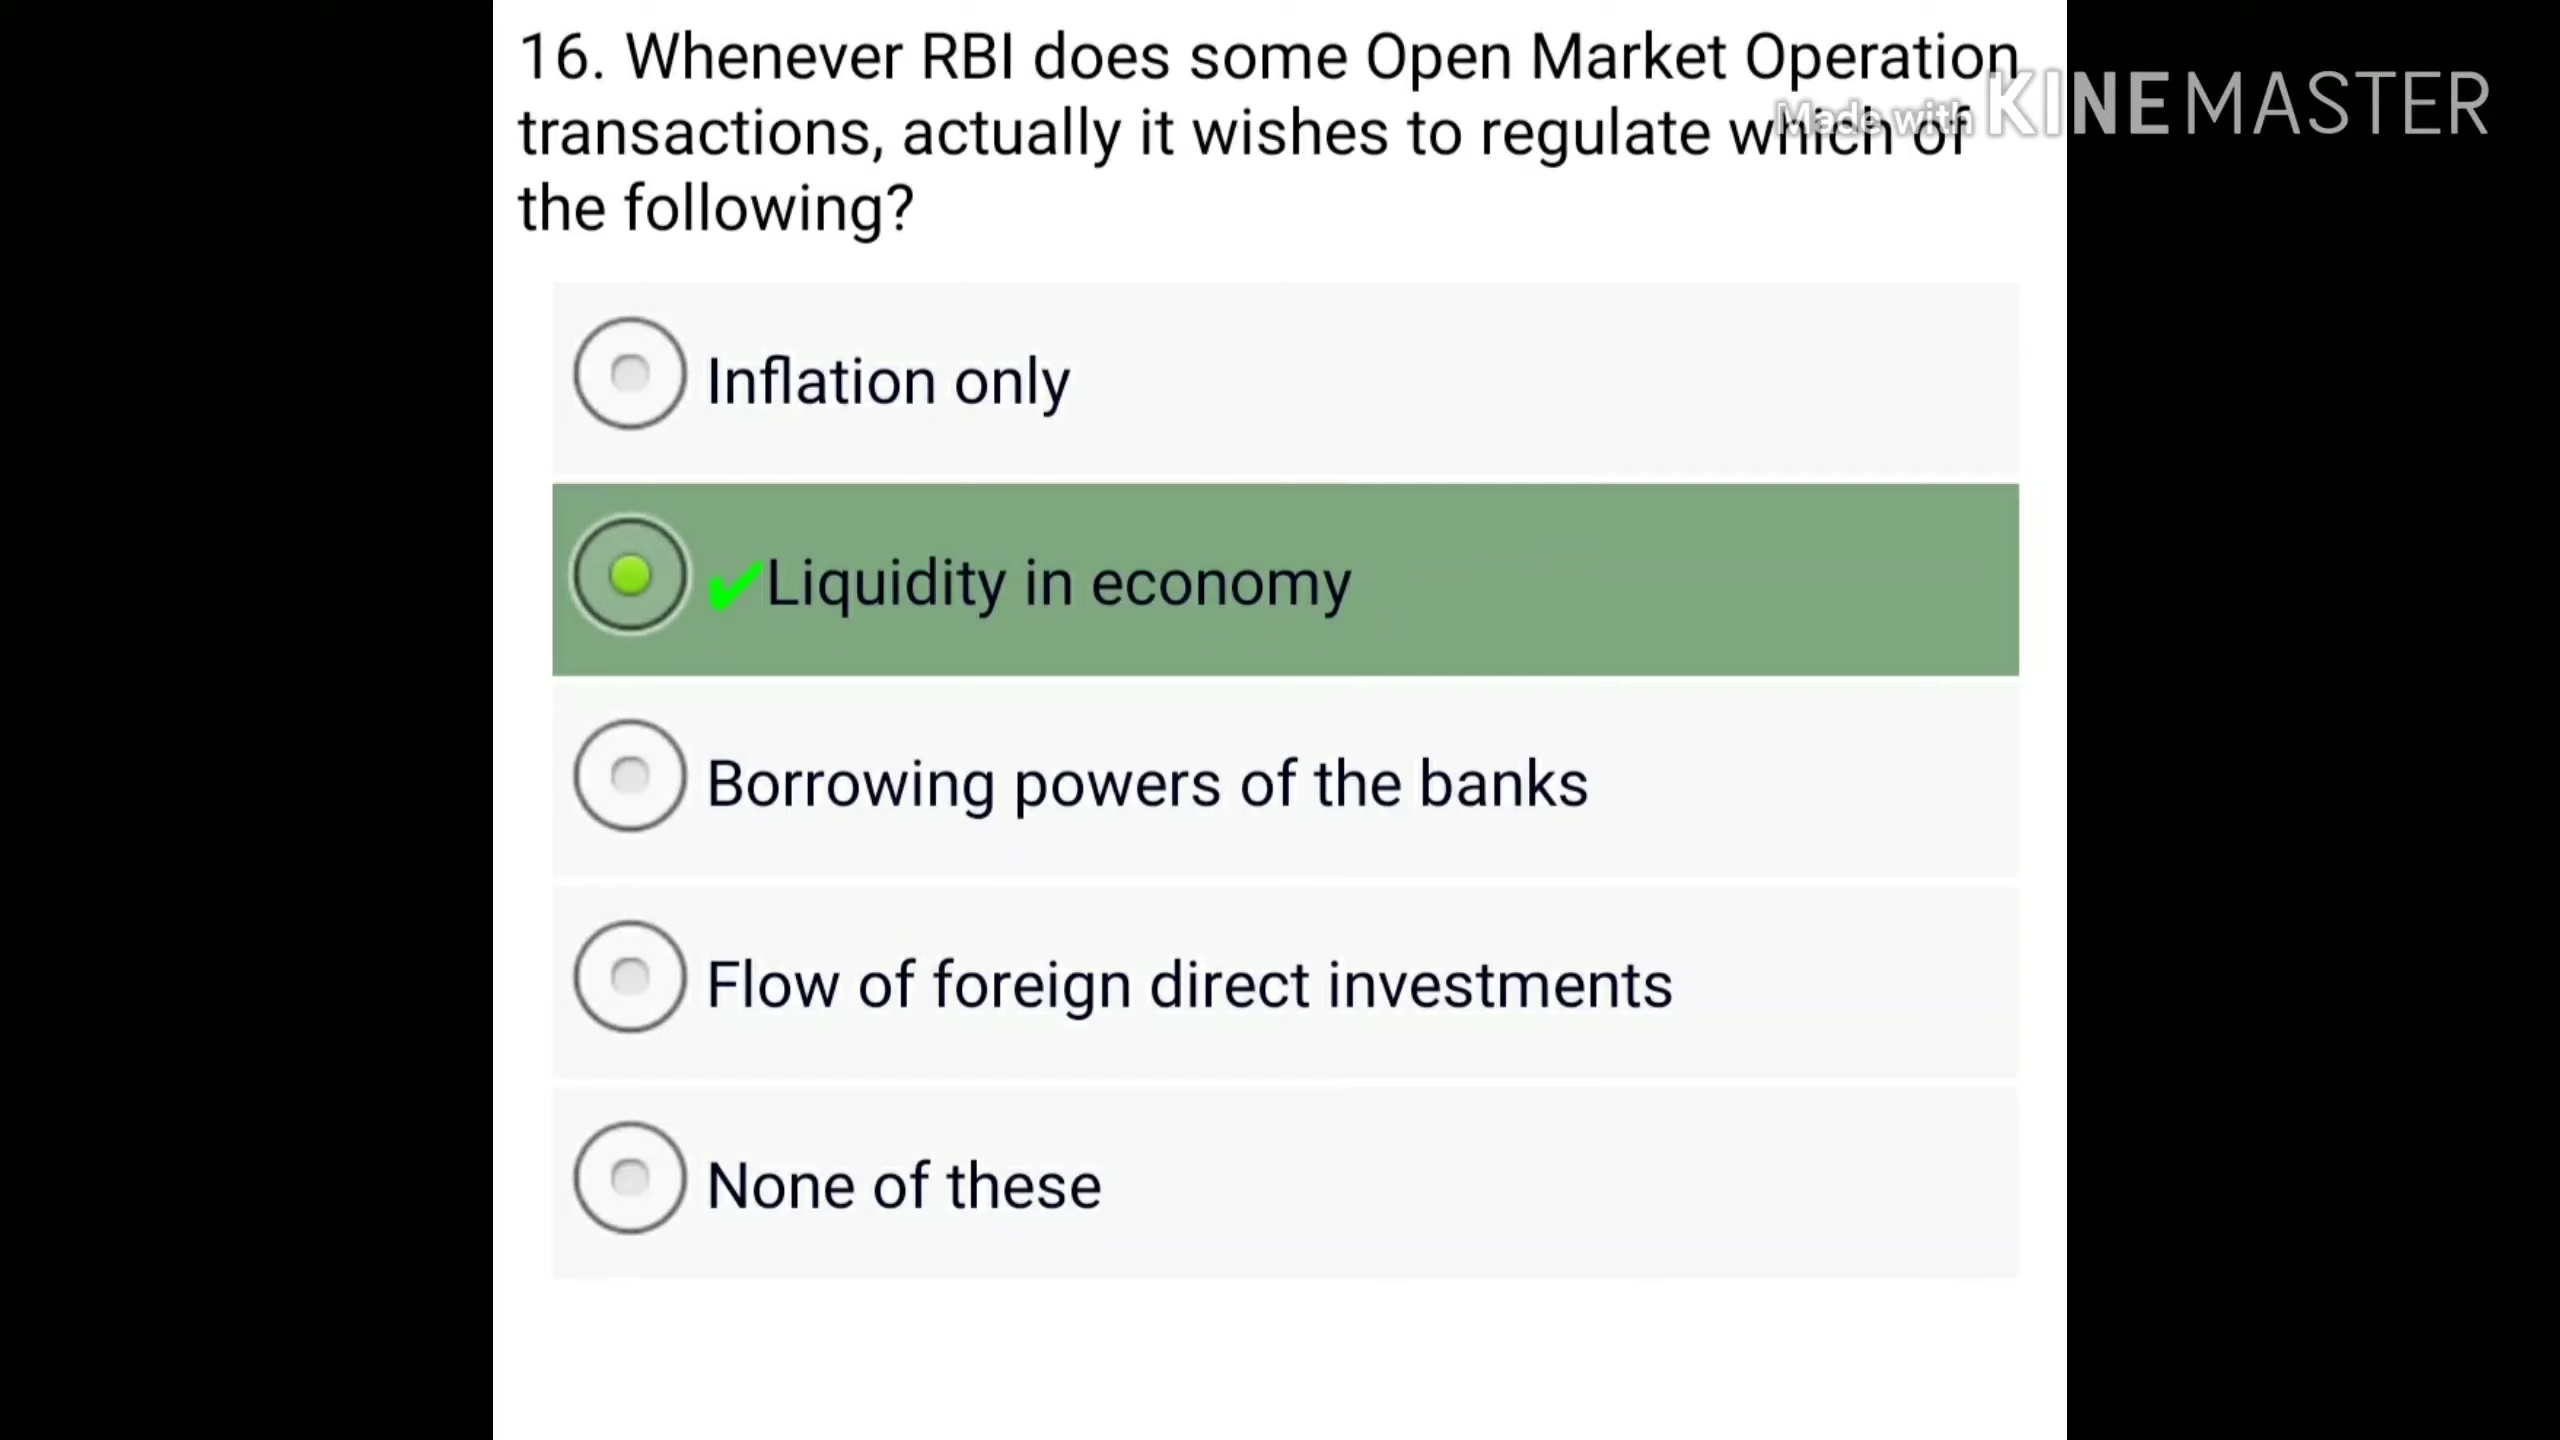 16. Whenever RBI does some Open Market Operation
transactions, actually it wishes to regulate which of
the following?
Made with KINEMASTER
Inflation only
✔Liquidity in economy
Borrowing powers of the banks
Flow of foreign direct investments
None of these